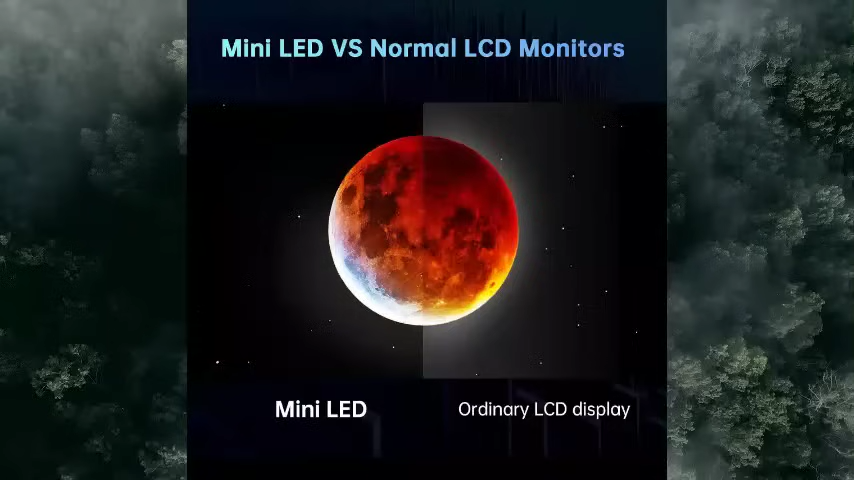 Mini LED VS Normal LCD Monitors
Mini LED
Ordinary LCD display